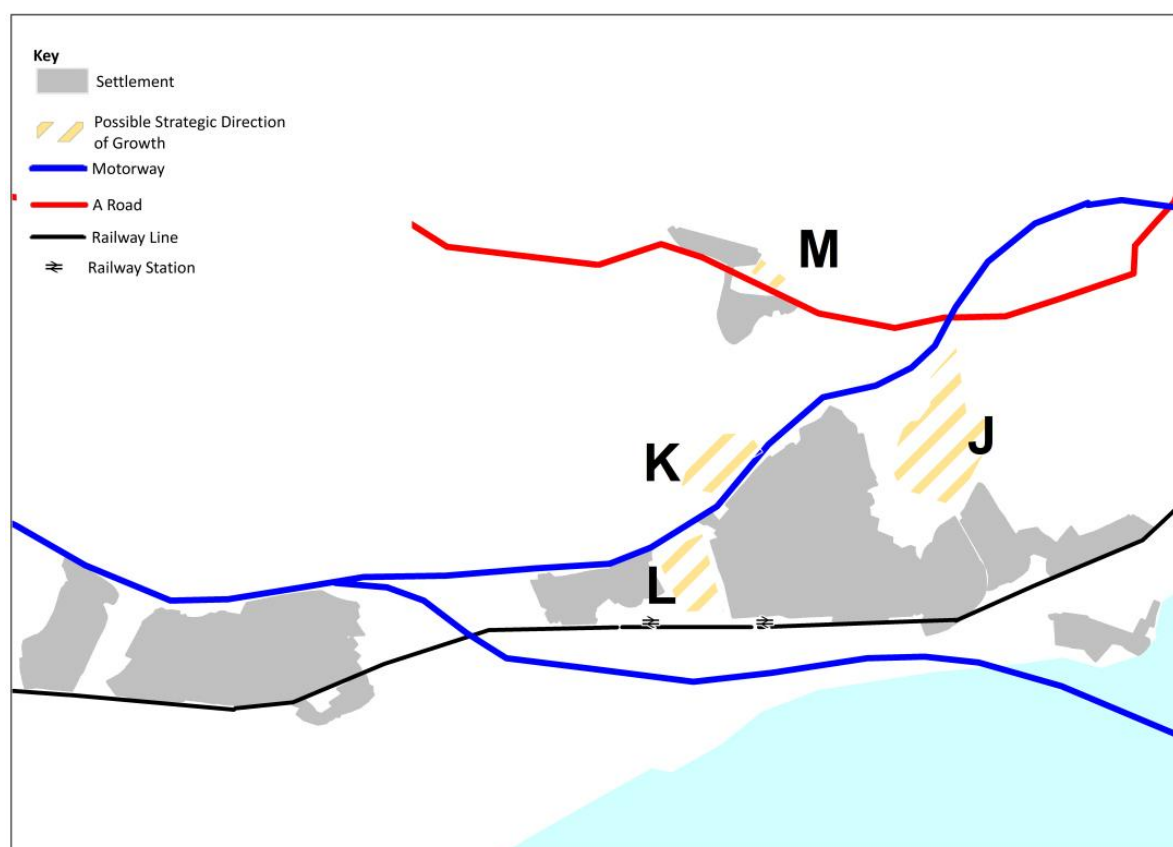 Key
Settlement
Possible Strategic Direction
of Growth
Motorway
A Road
Railway Line
Railway Station
M
J
K
L